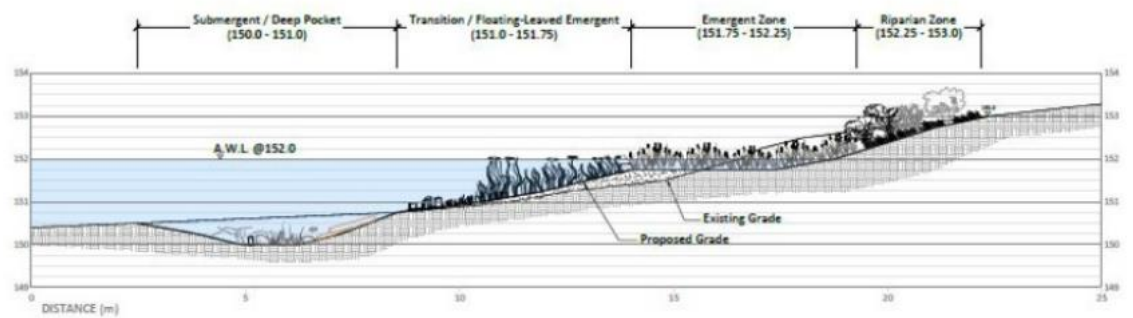 Submergent / Deep Pocket
(150.0 - 151.0)
Transition / Floating-Leaved Emergent
(151.0 - 151.75)
Emergent Zone
(151.75 - 152.25)
Riparian Zone
(152.25 - 153.0)
154
153
152
151
150
149
A.W.L. @152.0
Existing Grade
Proposed Grade
154
153
152
151
150
149
0
5
10
15
20
25
DISTANCE (m)